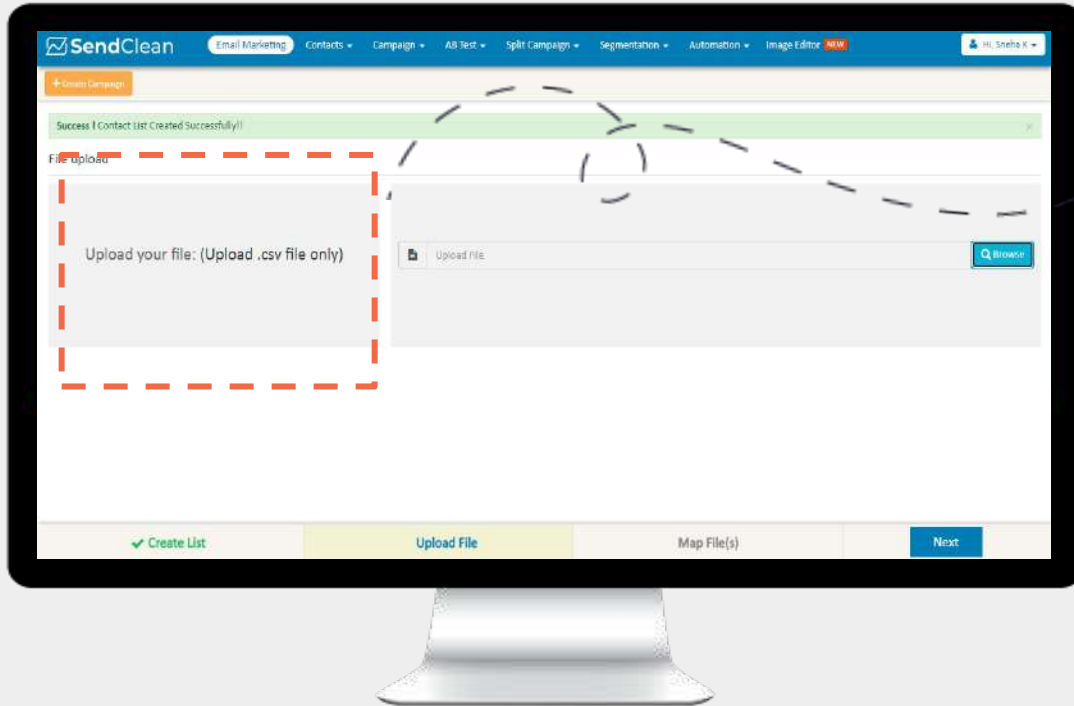 SendClean
Email Marketing Contacts Campaign AB Test Split Campaign Segmentation Automation Image Editor NEW Hi, Sneha K
+ Create Campaign
Success ! Contact List Created Successfully!!
File upload
Upload your file: (Upload .csv file only)
Upload File
Browse
Create List Upload File Map File(s) Next